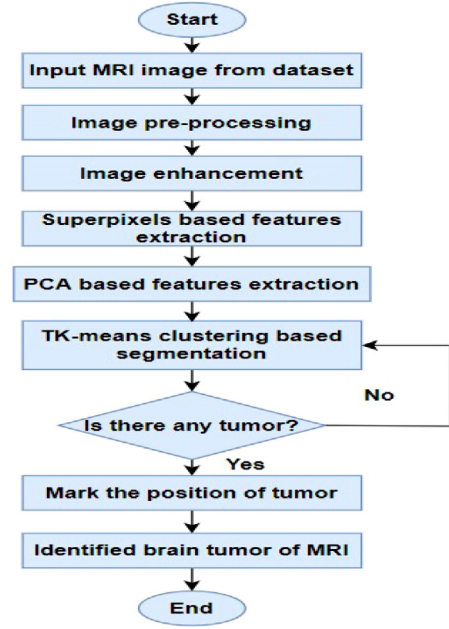 Start
Input MRI image from dataset
Image pre-processing
Image enhancement
Superpixels based features
extraction
PCA based features extraction
TK-means clustering based
segmentation
No
Is there any tumor?
Yes
Mark the position of tumor
Identified brain tumor of MRI
End